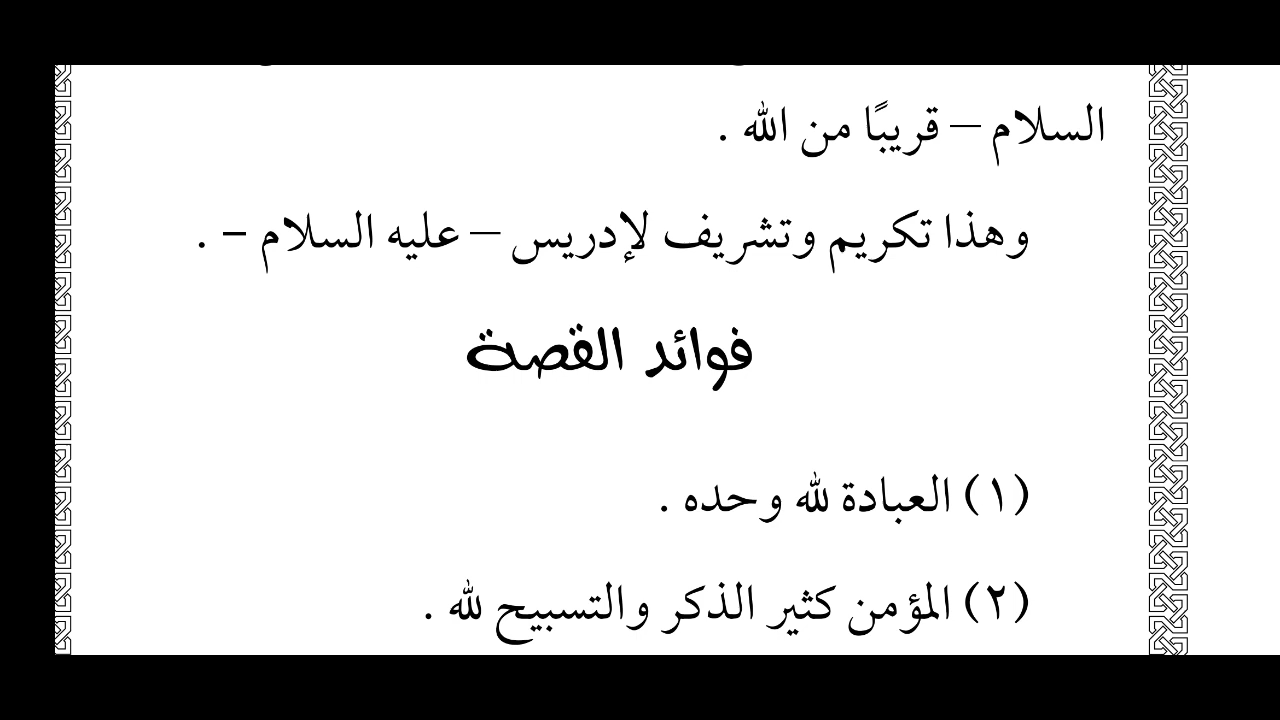 السلام – قريبًا من الله .
وهذا تكريم وتشريف لإدريس – عليه السلام – .
فوائد القصة
(١) العبادة لله وحده .
(٢) المؤمن كثير الذكر والتسبيح لله .